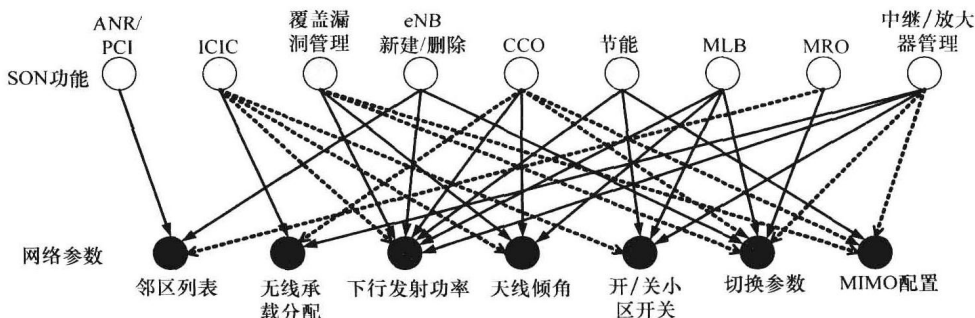 ANR/
PCI
ICIC
覆盖漏
洞管理
eNB
新建/删除
CCO
节能
MLB
MRO
中继/放大
器管理
SON功能
网络参数
邻区列表
无线承
载分配
下行发射功率
天线倾角
开/关小
区开关
切换参数
MIMO配置